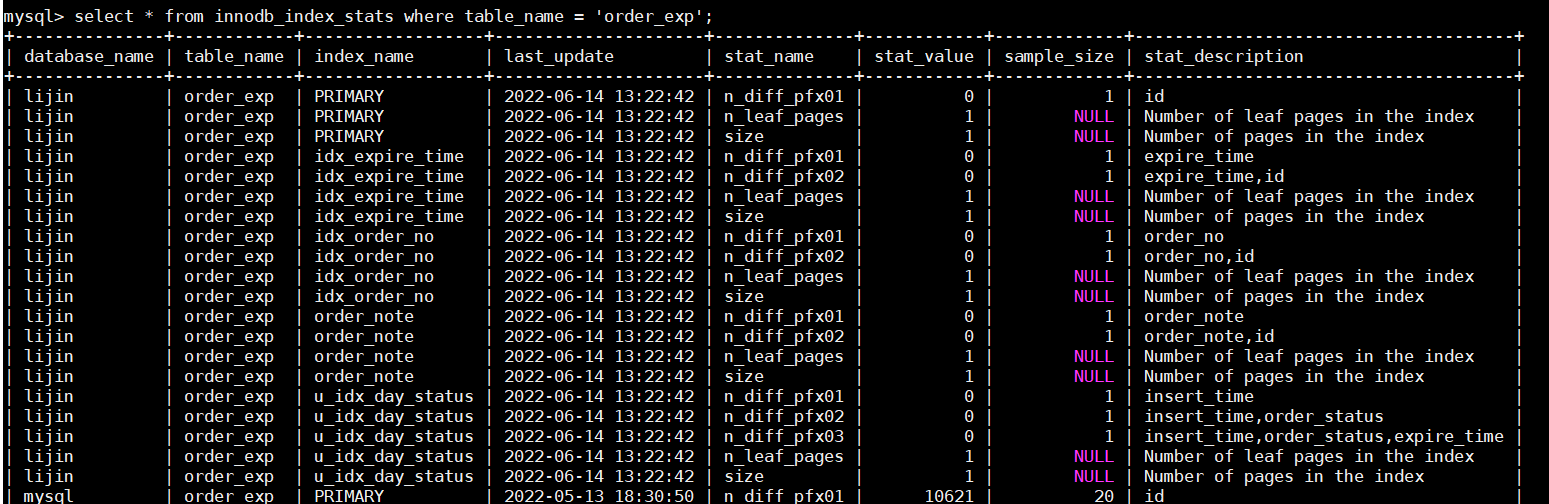 mysql> select * from innodb_index_stats where table_name = 'order_exp';
+---------------+------------+------------------+---------------------+--------------+------------+-------------+-----------------------------------+
| database_name | table_name | index_name | last_update | stat_name | stat_value | sample_size | stat_description |
+---------------+------------+------------------+---------------------+--------------+------------+-------------+-----------------------------------+
| lijin | order_exp | PRIMARY | 2022-06-14 13:22:42 | n_diff_pfx01 | 0 | 1 | id |
| lijin | order_exp | PRIMARY | 2022-06-14 13:22:42 | n_leaf_pages | 1 | NULL | Number of leaf pages in the index |
| lijin | order_exp | PRIMARY | 2022-06-14 13:22:42 | size | 1 | NULL | Number of pages in the index |
| lijin | order_exp | idx_expire_time | 2022-06-14 13:22:42 | n_diff_pfx01 | 0 | 1 | expire_time |
| lijin | order_exp | idx_expire_time | 2022-06-14 13:22:42 | n_diff_pfx02 | 0 | 1 | expire_time,id |
| lijin | order_exp | idx_expire_time | 2022-06-14 13:22:42 | n_leaf_pages | 1 | NULL | Number of leaf pages in the index |
| lijin | order_exp | idx_expire_time | 2022-06-14 13:22:42 | size | 1 | NULL | Number of pages in the index |
| lijin | order_exp | idx_order_no | 2022-06-14 13:22:42 | n_diff_pfx01 | 0 | 1 | order_no |
| lijin | order_exp | idx_order_no | 2022-06-14 13:22:42 | n_diff_pfx02 | 0 | 1 | order_no,id |
| lijin | order_exp | idx_order_no | 2022-06-14 13:22:42 | n_leaf_pages | 1 | NULL | Number of leaf pages in the index |
| lijin | order_exp | idx_order_no | 2022-06-14 13:22:42 | size | 1 | NULL | Number of pages in the index |
| lijin | order_exp | order_note | 2022-06-14 13:22:42 | n_diff_pfx01 | 0 | 1 | order_note |
| lijin | order_exp | order_note | 2022-06-14 13:22:42 | n_diff_pfx02 | 0 | 1 | order_note,id |
| lijin | order_exp | order_note | 2022-06-14 13:22:42 | n_leaf_pages | 1 | NULL | Number of leaf pages in the index |
| lijin | order_exp | order_note | 2022-06-14 13:22:42 | size | 1 | NULL | Number of pages in the index |
| lijin | order_exp | u_idx_day_status | 2022-06-14 13:22:42 | n_diff_pfx01 | 0 | 1 | insert_time |
| lijin | order_exp | u_idx_day_status | 2022-06-14 13:22:42 | n_diff_pfx02 | 0 | 1 | insert_time,order_status |
| lijin | order_exp | u_idx_day_status | 2022-06-14 13:22:42 | n_diff_pfx03 | 0 | 1 | insert_time,order_status,expire_time |
| lijin | order_exp | u_idx_day_status | 2022-06-14 13:22:42 | n_leaf_pages | 1 | NULL | Number of leaf pages in the index |
| lijin | order_exp | u_idx_day_status | 2022-06-14 13:22:42 | size | 1 | NULL | Number of pages in the index |
| mysql | order_exp | PRIMARY | 2022-05-13 18:30:50 | n_diff_pfx01 | 10621 | 20 | id |